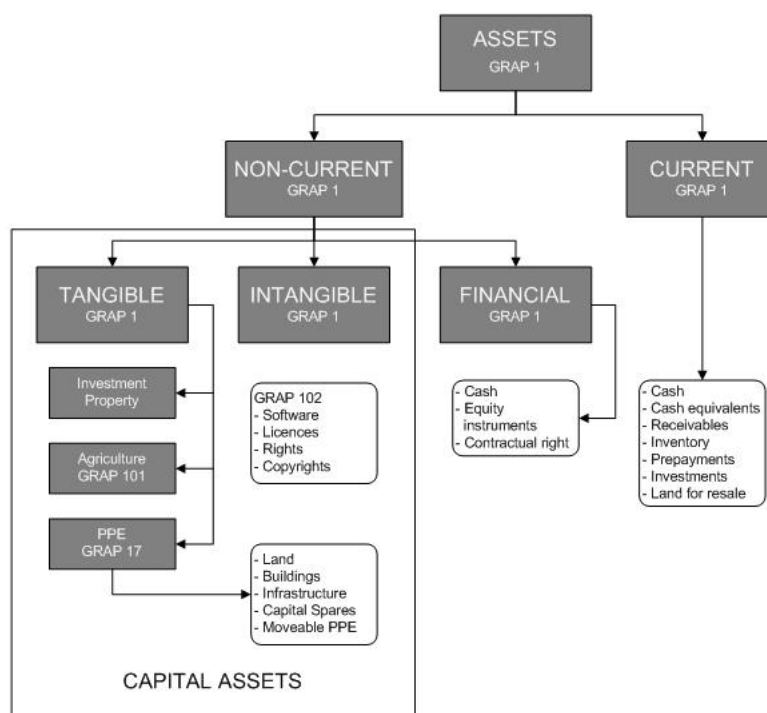 ASSETS
GRAP 1
NON-CURRENT
GRAP 1
CURRENT
GRAP 1
TANGIBLE
GRAP 1
INTANGIBLE
GRAP 1
FINANCIAL
GRAP 1
Investment
Property
Agriculture
GRAP 101
PPE
GRAP 17
GRAP 102
- Software
- Licences
- Rights
- Copyrights
- Cash
- Equity
instruments
- Contractual right
- Cash
- Cash equivalents
- Receivables
- Inventory
- Prepayments
- Investments
- Land for resale
- Land
- Buildings
- Infrastructure
- Capital Spares
- Moveable PPE
CAPITAL ASSETS